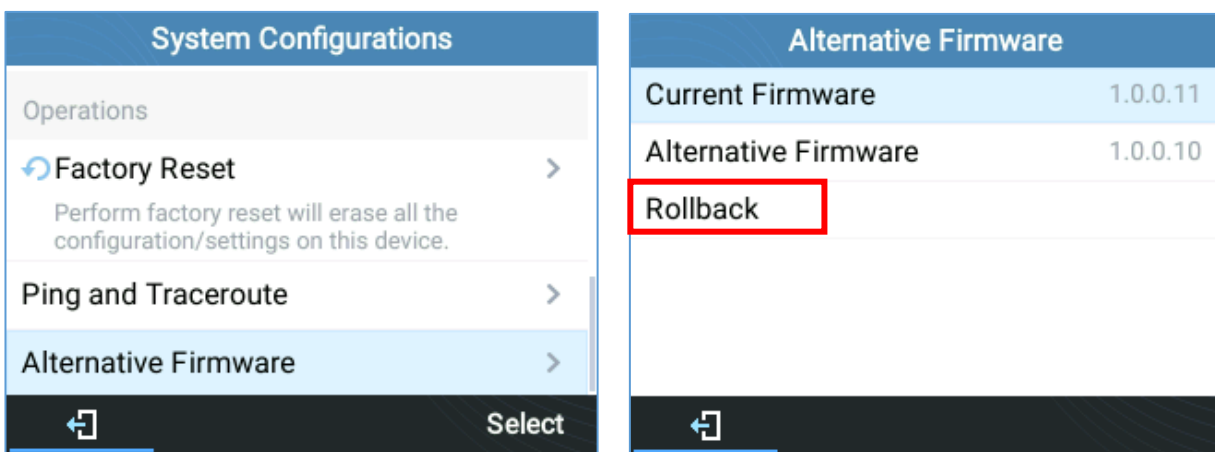 System Configurations
Operations
Factory Reset
Perform factory reset will erase all the
configuration/settings on this device.
Ping and Traceroute
Alternative Firmware
Select
Alternative Firmware
Current Firmware 1.0.0.11
Alternative Firmware 1.0.0.10
Rollback